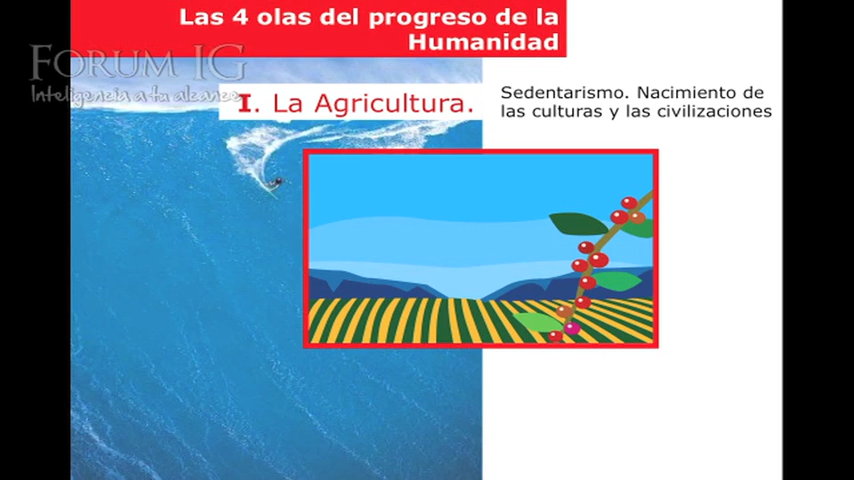 Las 4 olas del progreso de la
Humanidad
FORUM IG
Inteligencia a tu alcance
I. La Agricultura.
Sedentarismo. Nacimiento de
las culturas y las civilizaciones